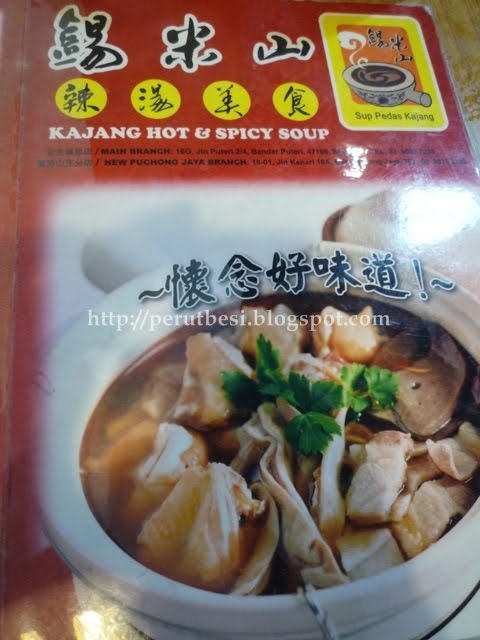 錫米山
錫米山
辣湯美食
Sup Pedas Kajang
KAJANG HOT & SPICY SOUP
/ MAIN BRANCH: 16G, Jln Puteri 2/4, Bandar Puteri, 47100,
/ NEW PUCHONG JAYA BRANCH: 10-01, Jln Kenari
~懷念好味道!~
http://perutbesi.blogspot.com